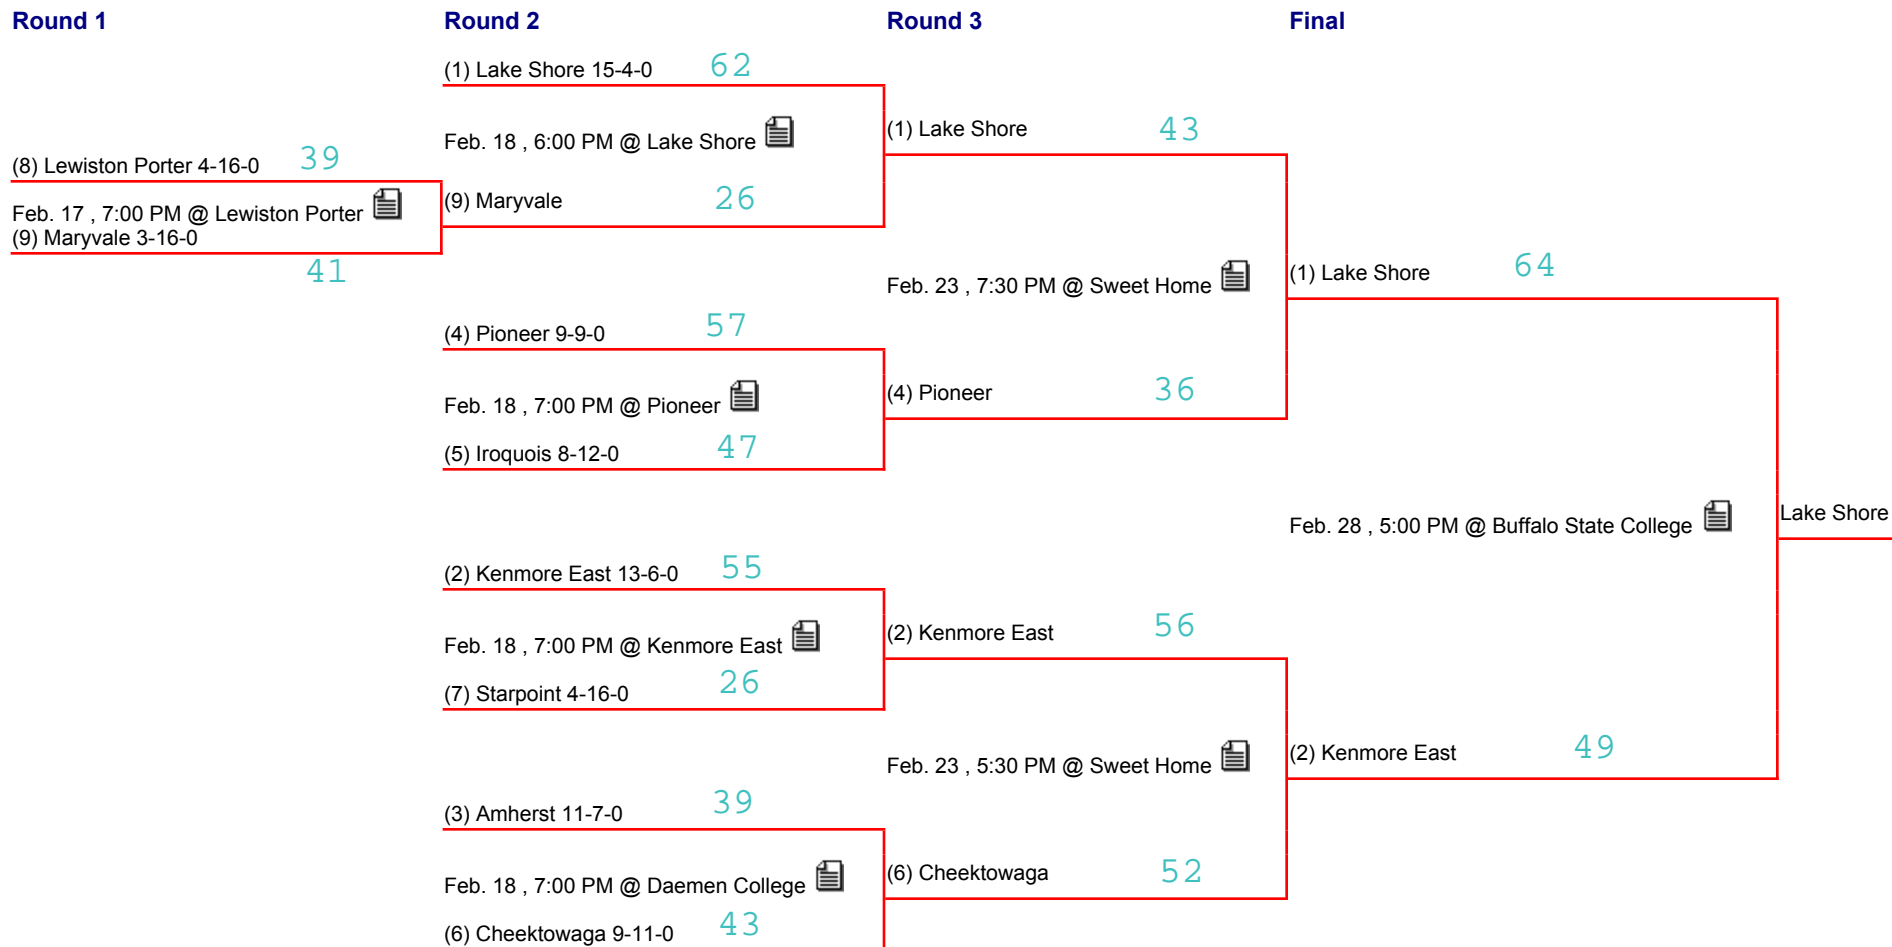 Round 1
Round 2
Round 3
Final
(1) Lake Shore 15-4-0 62
Feb. 18 , 6:00 PM @ Lake Shore
(1) Lake Shore 43
(8) Lewiston Porter 4-16-0 39
Feb. 17 , 7:00 PM @ Lewiston Porter
(9) Maryvale 3-16-0
41
(9) Maryvale 26
Feb. 23 , 7:30 PM @ Sweet Home
(1) Lake Shore 64
(4) Pioneer 9-9-0 57
Feb. 18 , 7:00 PM @ Pioneer
(4) Pioneer 36
(5) Iroquois 8-12-0 47
Feb. 28 , 5:00 PM @ Buffalo State College
Lake Shore
(2) Kenmore East 13-6-0 55
Feb. 18 , 7:00 PM @ Kenmore East
(2) Kenmore East 56
(7) Starpoint 4-16-0 26
Feb. 23 , 5:30 PM @ Sweet Home
(2) Kenmore East 49
(3) Amherst 11-7-0 39
Feb. 18 , 7:00 PM @ Daemen College
(6) Cheektowaga 52
(6) Cheektowaga 9-11-0 43